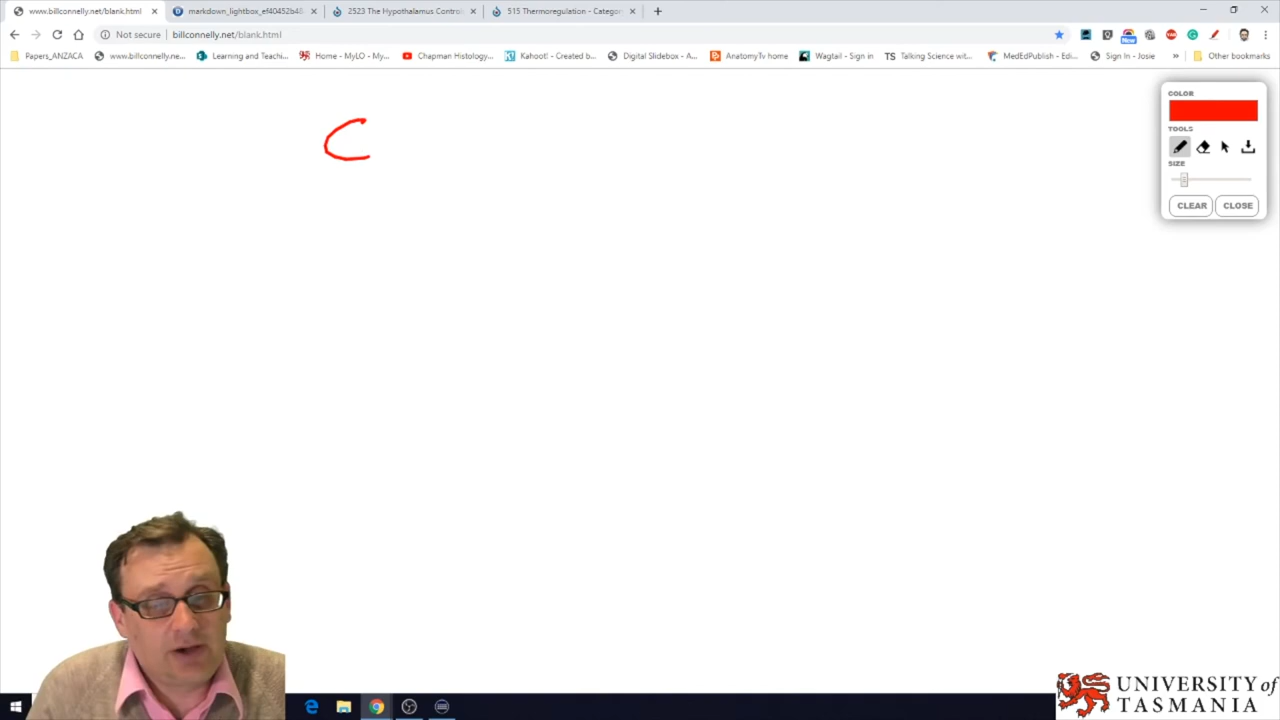 www.billconnelly.net/blank.html
markdown_lightbox_ef40452b48
2523 The Hypothalamus Control
515 Thermoregulation - Categor
Not secure
billconnelly.net/blank.html
Papers_ANZACA
www.billconnelly.ne...
Learning and Teachi...
Home - MyLO - My...
Chapman Histology...
Kahoot! - Created b...
Digital Slidebox - A...
AnatomyTv home
Wagtail - Sign in
TS Talking Science wit...
MedEdPublish - Edi...
Sign In - Josie
»
Other bookmarks
New
COLOR
TOOLS
SIZE
CLEAR
CLOSE
C
UNIVERSITY of
TASMANIA